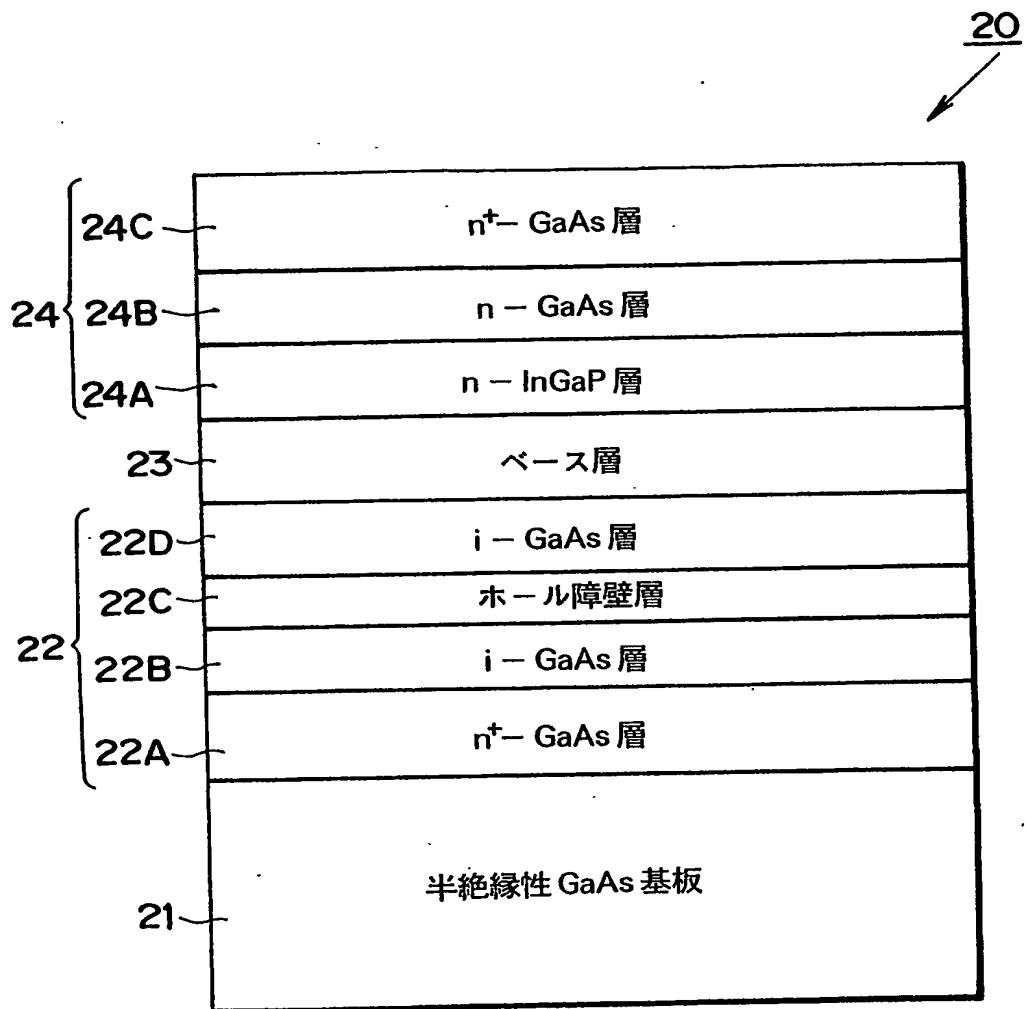 20
24
24C n⁺– GaAs 層
24B n – GaAs 層
24A n – InGaP 層
23 ベース層
22
22D i – GaAs 層
22C ホール障壁層
22B i – GaAs 層
22A n⁺– GaAs 層
21 半絶縁性 GaAs 基板